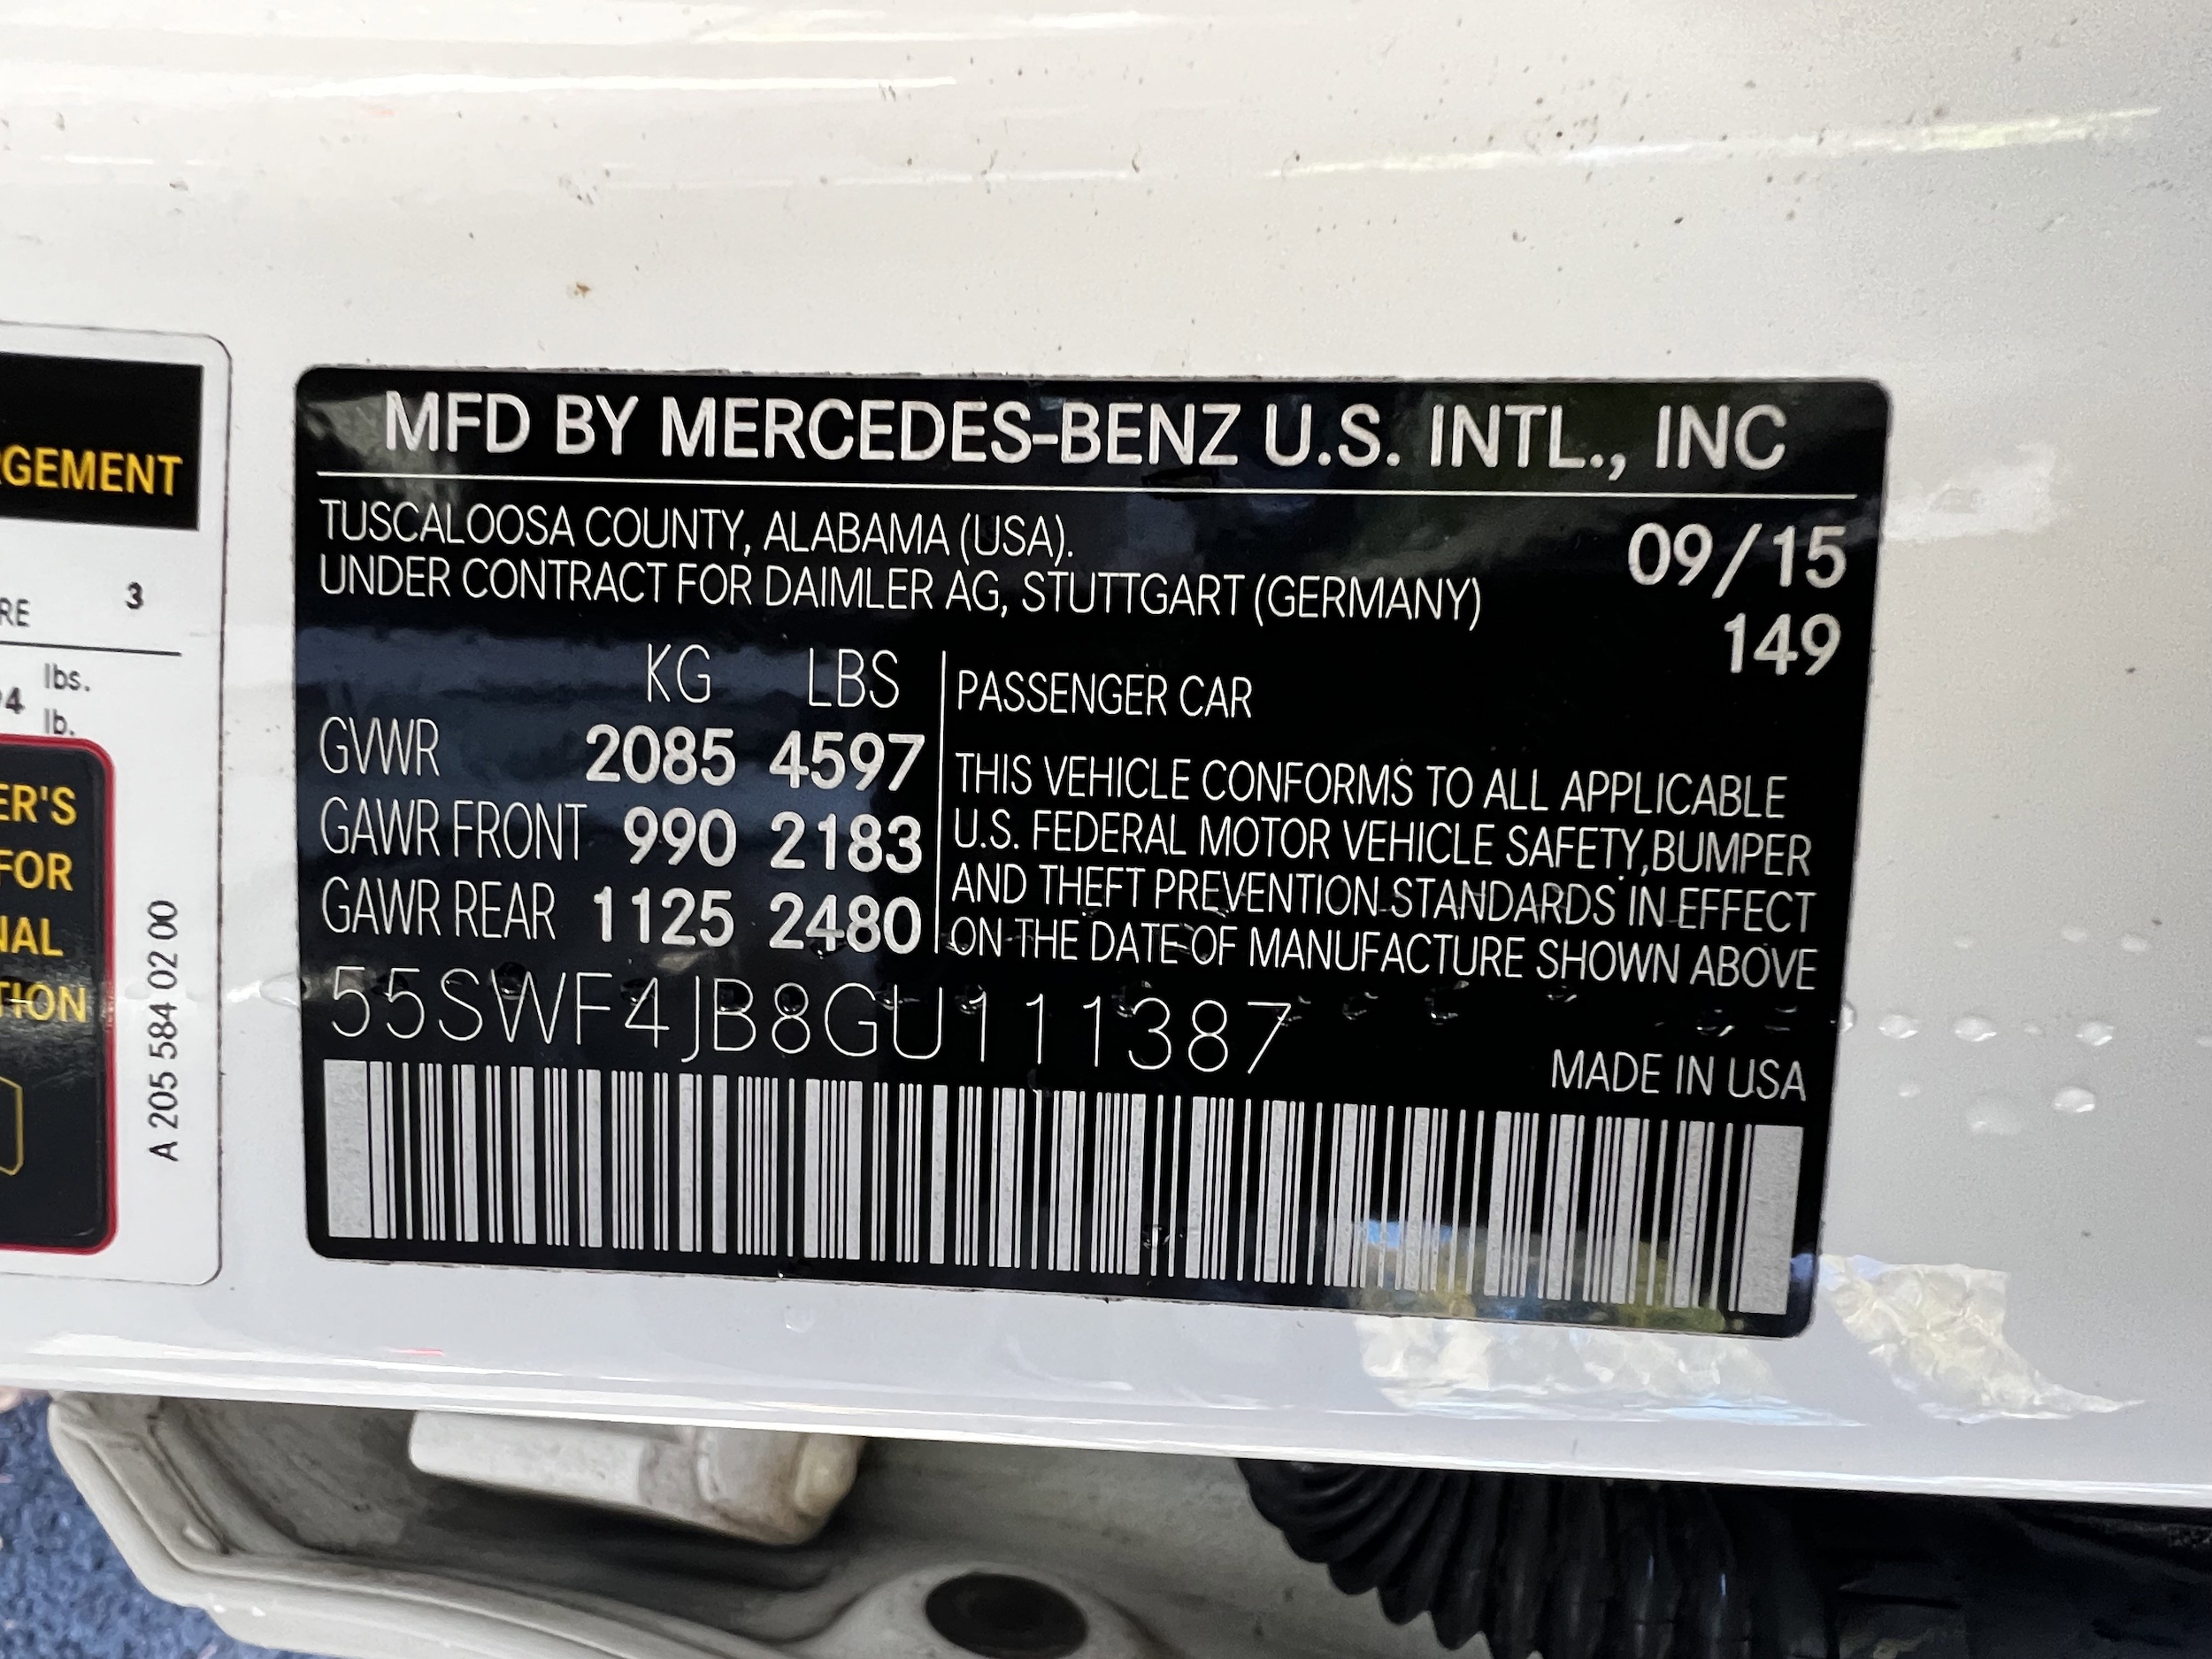 GEMENT
RE 3
lbs.
4 lb.
ER'S
FOR
NAL
TION
A 205 584 02 00
MFD BY MERCEDES-BENZ U.S. INTL., INC
TUSCALOOSA COUNTY, ALABAMA (USA).
UNDER CONTRACT FOR DAIMLER AG, STUTTGART (GERMANY)
09/15
149
KG LBS
GVWR 2085 4597
GAWR FRONT 990 2183
GAWR REAR 1125 2480
PASSENGER CAR
THIS VEHICLE CONFORMS TO ALL APPLICABLE
U.S. FEDERAL MOTOR VEHICLE SAFETY,BUMPER
AND THEFT PREVENTION STANDARDS IN EFFECT
ON THE DATE OF MANUFACTURE SHOWN ABOVE
55SWF4JB8GU111387
MADE IN USA